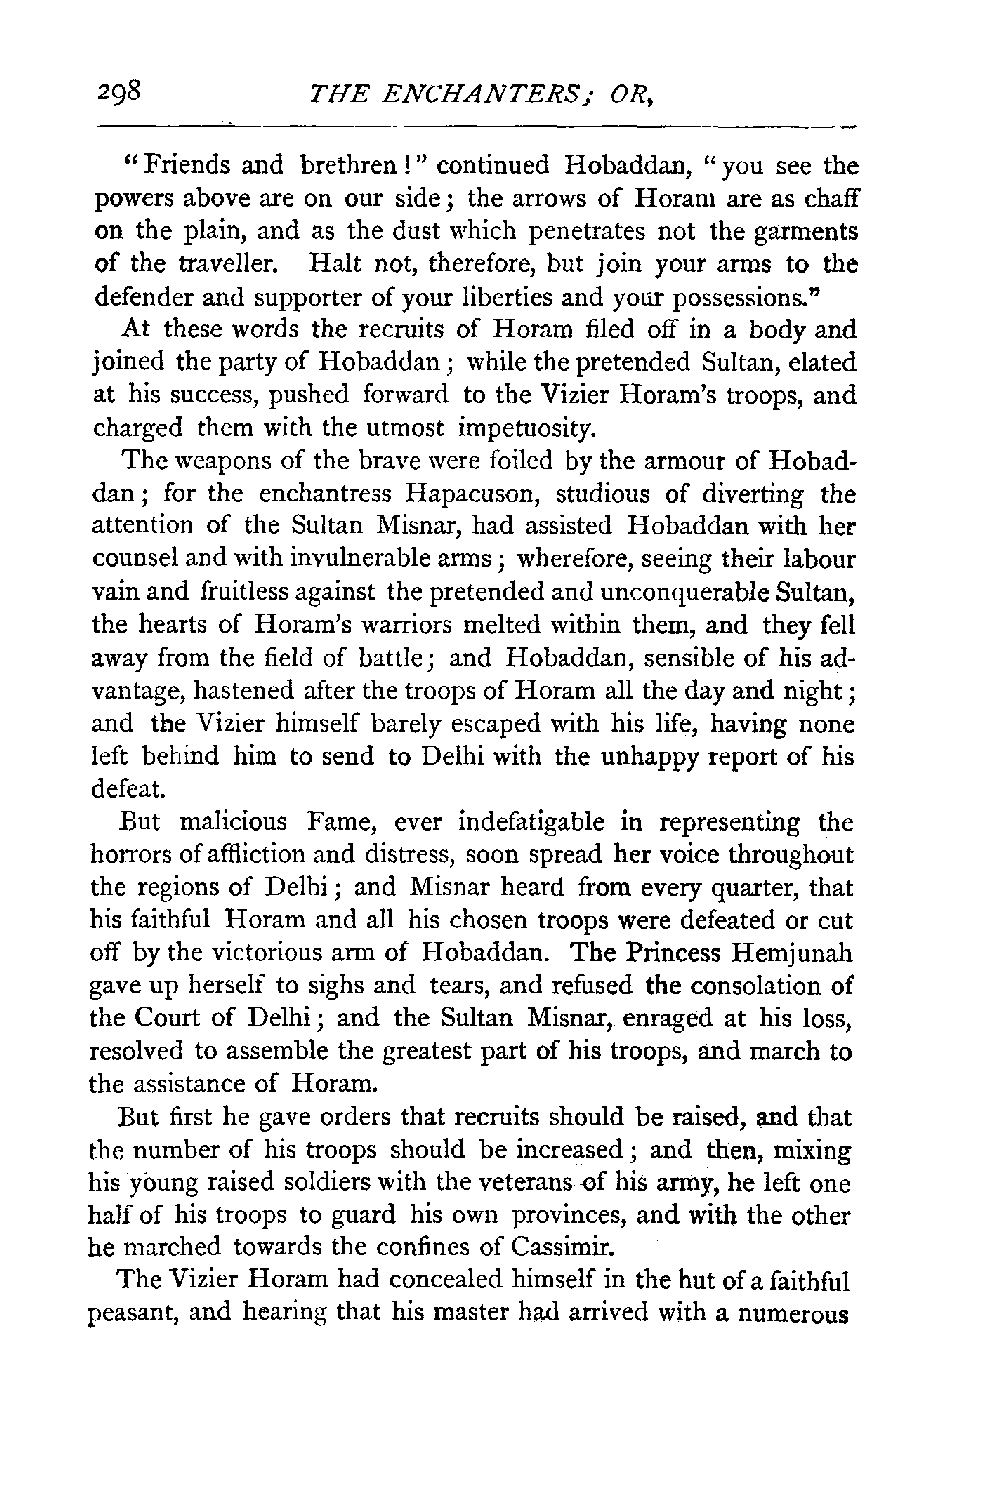 298 THE ENCHANTERS; OR,
“Friends and brethren!” continued Hobaddan, “you see the
powers above are on our side; the arrows of Horam are as chaff
on the plain, and as the dust which penetrates not the garments
of the traveller. Halt not, therefore, but join your arms to the
defender and supporter of your liberties and your possessions.”
At these words the recruits of Horam filed off in a body and
joined the party of Hobaddan; while the pretended Sultan, elated
at his success, pushed forward to the Vizier Horam's troops, and
charged them with the utmost impetuosity.
The weapons of the brave were foiled by the armour of Hobad-
dan; for the enchantress Hapacuson, studious of diverting the
attention of the Sultan Misnar, had assisted Hobaddan with her
counsel and with invulnerable arms; wherefore, seeing their labour
vain and fruitless against the pretended and unconquerable Sultan,
the hearts of Horam's warriors melted within them, and they fell
away from the field of battle; and Hobaddan, sensible of his ad-
vantage, hastened after the troops of Horam all the day and night;
and the Vizier himself barely escaped with his life, having none
left behind him to send to Delhi with the unhappy report of his
defeat.
But malicious Fame, ever indefatigable in representing the
horrors of affliction and distress, soon spread her voice throughout
the regions of Delhi; and Misnar heard from every quarter, that
his faithful Horam and all his chosen troops were defeated or cut
off by the victorious arm of Hobaddan. The Princess Hemjunah
gave up herself to sighs and tears, and refused the consolation of
the Court of Delhi; and the Sultan Misnar, enraged at his loss,
resolved to assemble the greatest part of his troops, and march to
the assistance of Horam.
But first he gave orders that recruits should be raised, and that
the number of his troops should be increased; and then, mixing
his young raised soldiers with the veterans of his army, he left one
half of his troops to guard his own provinces, and with the other
he marched towards the confines of Cassimir.
The Vizier Horam had concealed himself in the hut of a faithful
peasant, and hearing that his master had arrived with a numerous